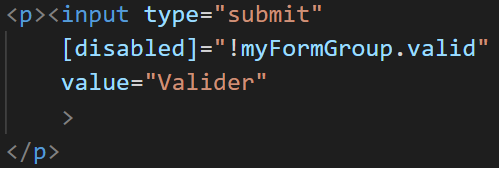 <p><input type="submit"
[disabled]="!myFormGroup.valid"
value="Valider"
>
</p>